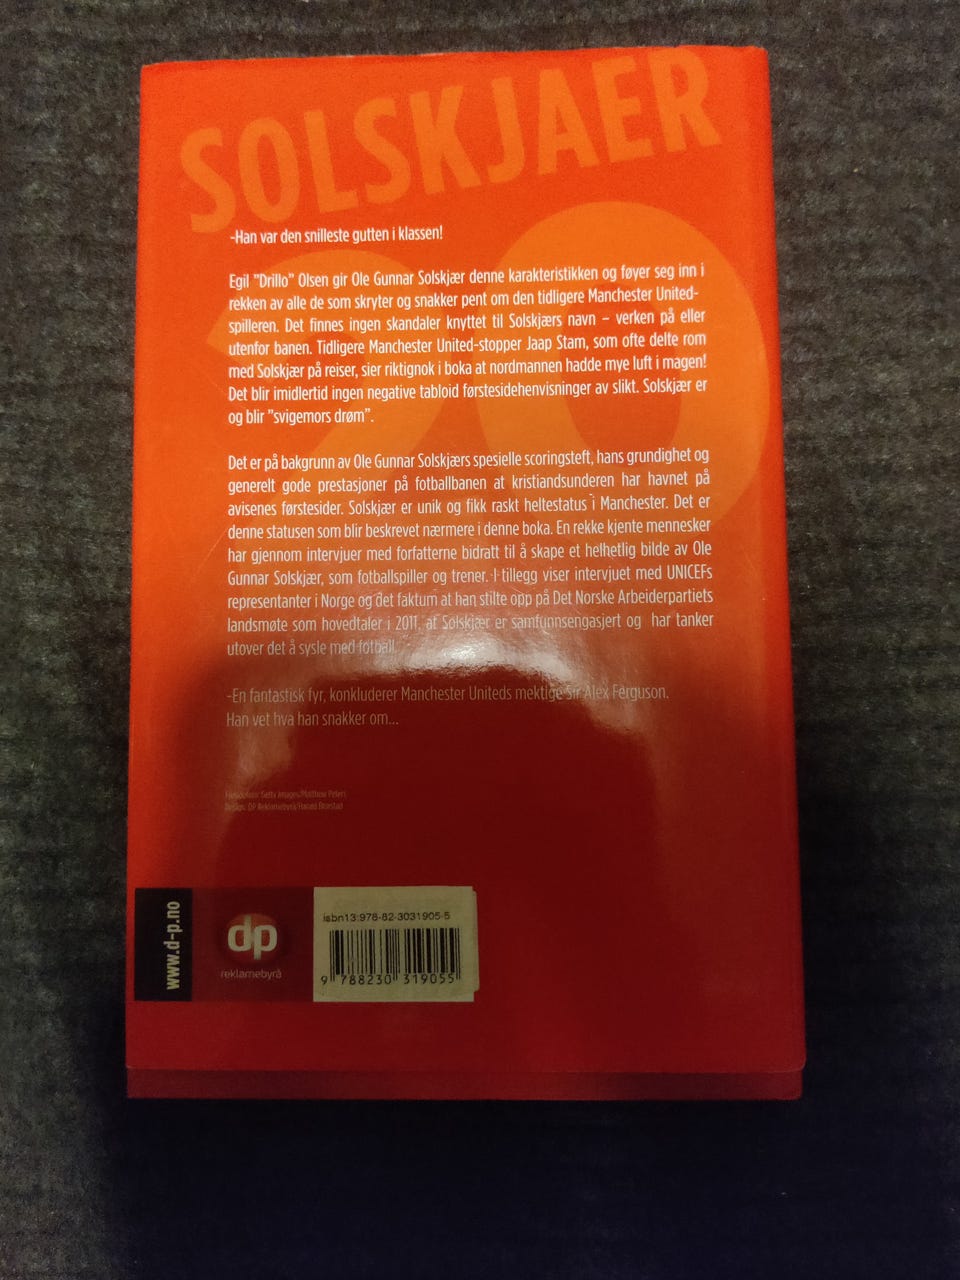 SOLSKJAER
20
-Han var den snilleste gutten i klassen!
Egil "Drillo" Olsen gir Ole Gunnar Solskjær denne karakteristikken og føyer seg inn i
rekken av alle de som skryter og snakker pent om den tidligere Manchester United-
spilleren. Det finnes ingen skandaler knyttet til Solskjærs navn – verken på eller
utenfor banen. Tidligere Manchester United-stopper Jaap Stam, som ofte delte rom
med Solskjær på reiser, sier riktignok i boka at nordmannen hadde mye luft i magen!
Det blir imidlertid ingen negative tabloid førstesidehenvisninger av slikt. Solskjær er
og blir "svigemors drøm".
Det er på bakgrunn av Ole Gunnar Solskjærs spesielle scoringsteft, hans grundighet og
generelt gode prestasjoner på fotballbanen at kristiandsunderen har havnet på
avisenes førstesider. Solskjær er unik og fikk raskt heltestatus i Manchester. Det er
denne statusen som blir beskrevet nærmere i denne boka. En rekke kjente mennesker
har gjennom intervjuer med forfatterne bidratt til å skape et helhetlig bilde av Ole
Gunnar Solskjær, som fotballspiller og trener. I tillegg viser intervjuet med UNICEFs
representanter i Norge og det faktum at han stilte opp på Det Norske Arbeiderpartiets
landsmøte som hovedtaler i 2011, at Solskjær er samfunnsengasjert og har tanker
utover det å sysle med fotball.
-En fantastisk fyr, konkluderer Manchester Uniteds mektige Sir Alex Ferguson.
Han vet hva han snakker om...
Getty Images/Matthew Peters
Design: DP Reklamebyrå/Harald Brorstad
www.d-p.no
dp
reklamebyrå
isbn13:978-82-3031905-5
9 788230 319055